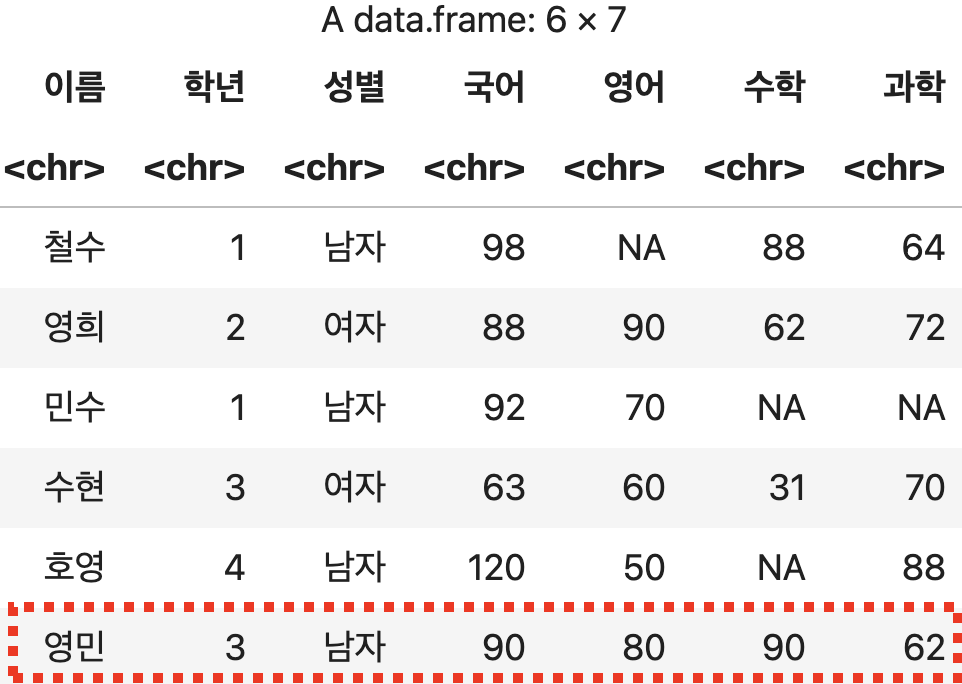 A data.frame: 6 × 7
이름 학년 성별 국어 영어 수학 과학
<chr> <chr> <chr> <chr> <chr> <chr> <chr>
철수 1 남자 98 NA 88 64
영희 2 여자 88 90 62 72
민수 1 남자 92 70 NA NA
수현 3 여자 63 60 31 70
호영 4 남자 120 50 NA 88
영민 3 남자 90 80 90 62